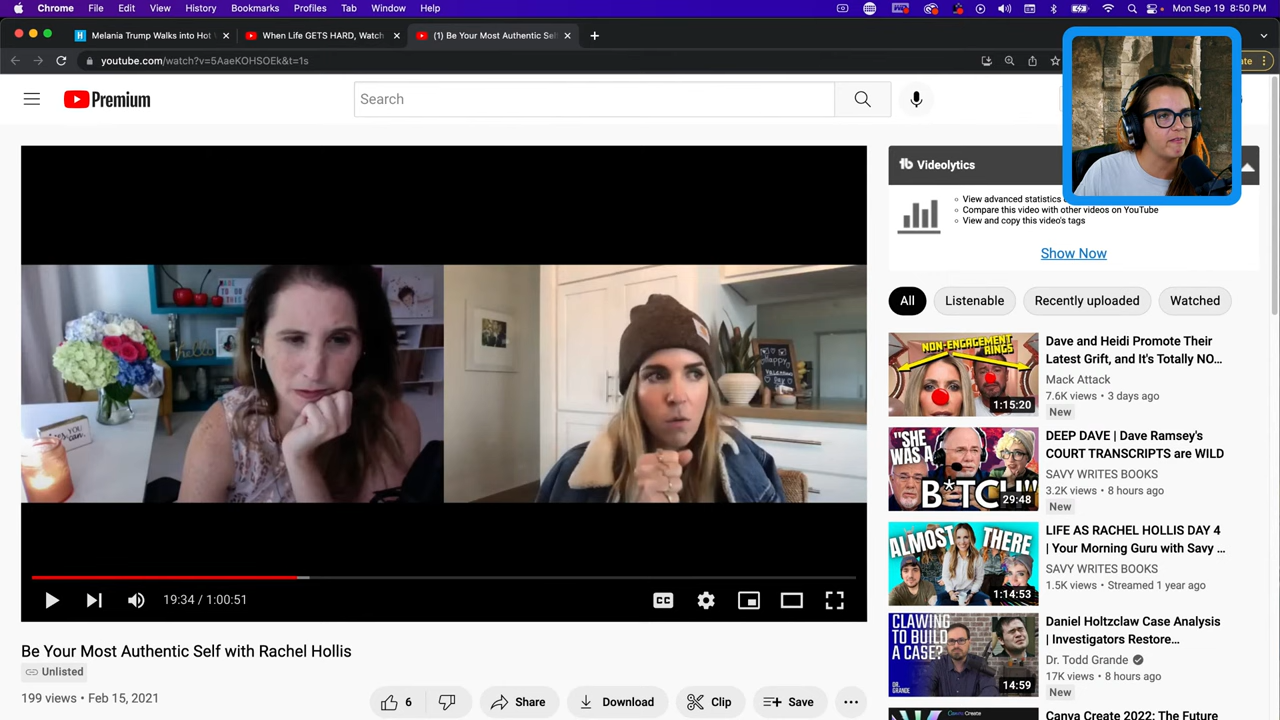 Chrome File Edit View History Bookmarks Profiles Tab Window Help
Mon Sep 19 8:50 PM
Melania Trump Walks into Hot
When Life GETS HARD, Watch
(1) Be Your Most Authentic Sel
youtube.com/watch?v=5AaeKOHSOEk&t=1s
Premium
Search
Videolytics
View advanced statistics
Compare this video with other videos on YouTube
View and copy this video's tags
Show Now
All
Listenable
Recently uploaded
Watched
hello
HAPPY
DAY
NON-ENGAGEMENT
RINGS
1:15:20
Dave and Heidi Promote Their
Latest Grift, and It's Totally NO...
Mack Attack
7.6K views • 3 days ago
New
"SHE
WAS A
B*TCH!"
29:48
DEEP DAVE | Dave Ramsey's
COURT TRANSCRIPTS are WILD
SAVY WRITES BOOKS
3.2K views • 8 hours ago
New
ALMOST THERE
1:14:53
LIFE AS RACHEL HOLLIS DAY 4
| Your Morning Guru with Savy ...
SAVY WRITES BOOKS
1.5K views • Streamed 1 year ago
CLAWING
TO BUILD
A CASE?
DR.
GRANDE
14:59
Daniel Holtzclaw Case Analysis
| Investigators Restore...
Dr. Todd Grande
17K views • 8 hours ago
New
Canva Create 2022: The Future
19:34 / 1:00:51
CC
Be Your Most Authentic Self with Rachel Hollis
Unlisted
199 views • Feb 15, 2021
6
Share
Download
Clip
Save